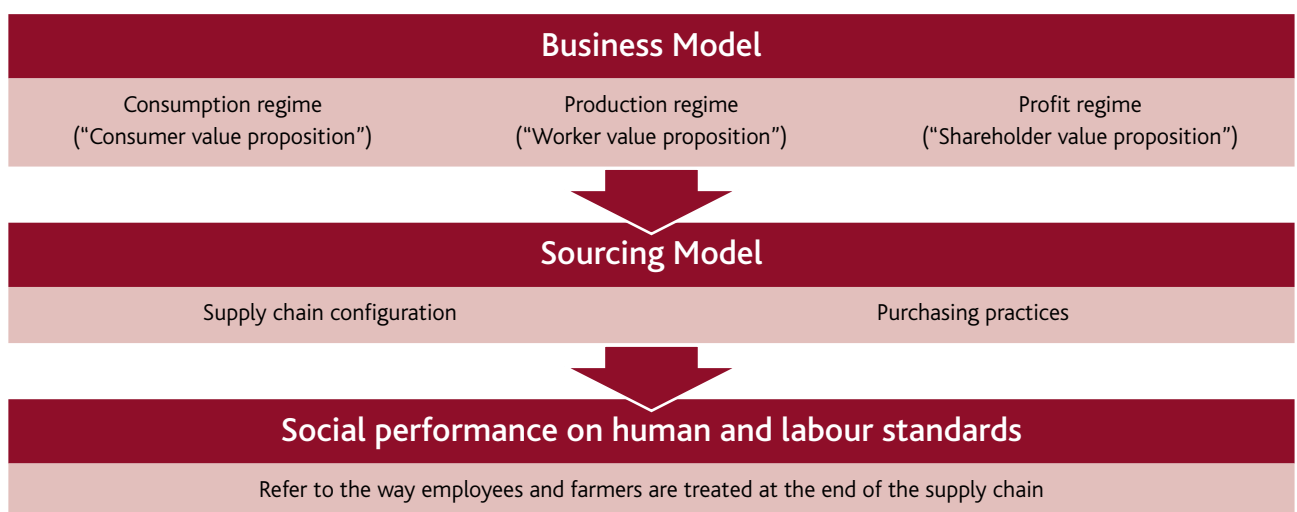 Business Model
Consumption regime
(“Consumer value proposition”)
Production regime
(“Worker value proposition”)
Profit regime
(“Shareholder value proposition”)
Sourcing Model
Supply chain configuration
Purchasing practices
Social performance on human and labour standards
Refer to the way employees and farmers are treated at the end of the supply chain